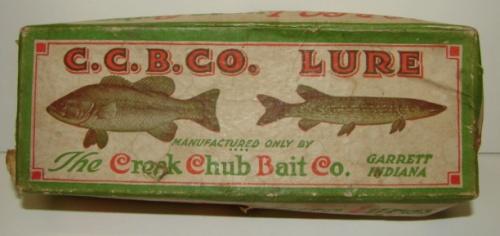 C.C.B.CO. LURE
MANUFACTURED ONLY BY
The Creek Chub Bait Co.
GARRETT
INDIANA